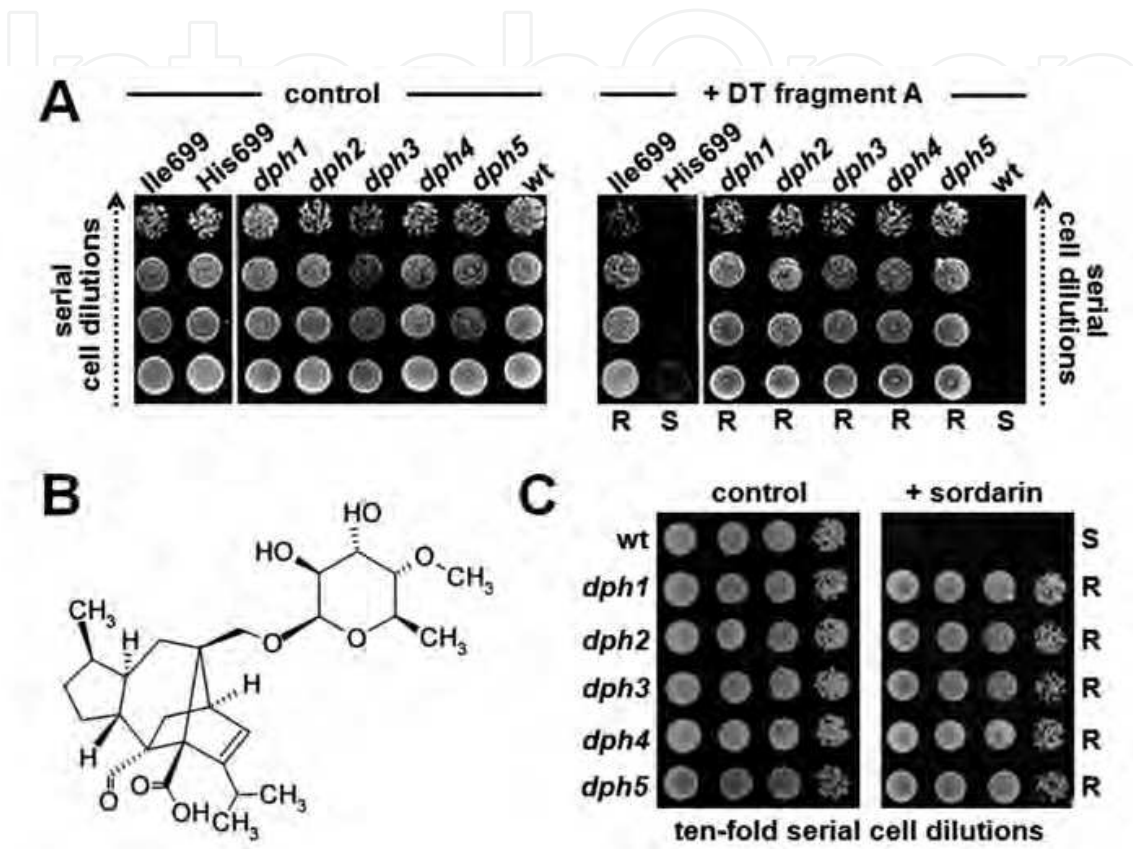 IntechOpen
A
control
+ DT fragment A
Ile699 His699 dph1 dph2 dph3 dph4 dph5 wt
Ile699 His699 dph1 dph2 dph3 dph4 dph5 wt
serial
cell dilutions
serial
cell dilutions
R S R R R R R S
B
HO
HO
O
CH3
CH3
H
O
O
CH3
H
H
O
O
OH
CH3
CH3
C
control
+ sordarin
wt S
dph1 R
dph2 R
dph3 R
dph4 R
dph5 R
ten-fold serial cell dilutions